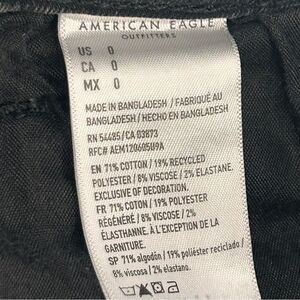 AMERICAN EAGLE
OUTFITTERS
US 0
CA 0
MX 0
MADE IN BANGLADESH / FABRIQUÉ AU
BANGLADESH / HECHO EN BANGLADESH
RN 54485/CA 03873
RFC# AEM120605U9A
EN 71% COTTON / 19% RECYCLED
POLYESTER / 8% VISCOSE / 2% ELASTANE.
EXCLUSIVE OF DECORATION.
FR 71% COTON / 19% POLYESTER
RÉGÉNÉRÉ / 8% VISCOSE / 2%
ÉLASTHANNE. À L'EXCEPTION DE LA
GARNITURE.
SP 71% algodón / 19% poliéster reciclado /
8% viscosa / 2% elastano.